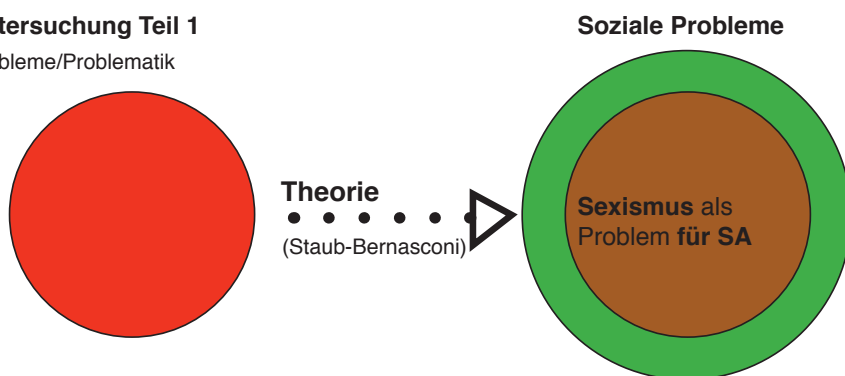 tersuchung Teil 1
bleme/Problematik
Soziale Probleme
Theorie
(Staub-Bernasconi)
Sexismus als
Problem für SA